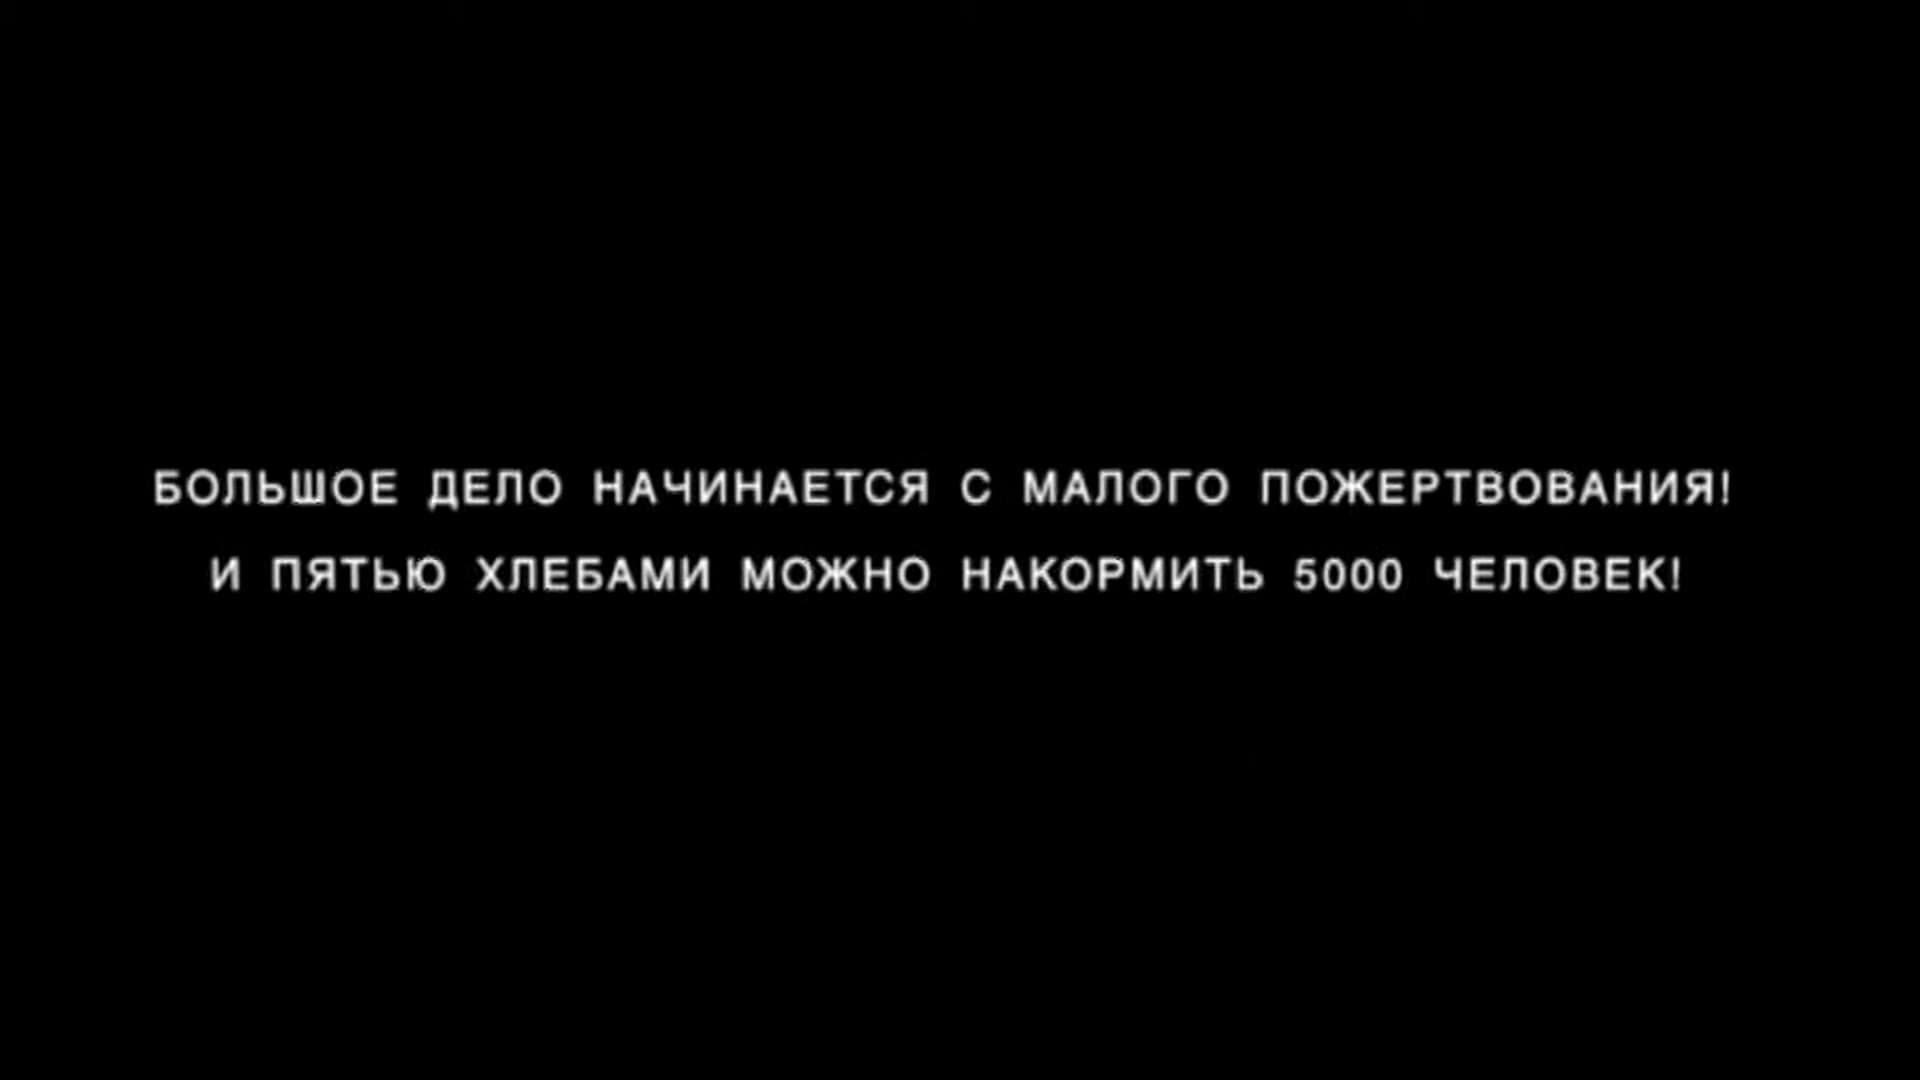 БОЛЬШОЕ ДЕЛО НАЧИНАЕТСЯ С МАЛОГО ПОЖЕРТВОВАНИЯ!
И ПЯТЬЮ ХЛЕБАМИ МОЖНО НАКОРМИТЬ 5000 ЧЕЛОВЕК!